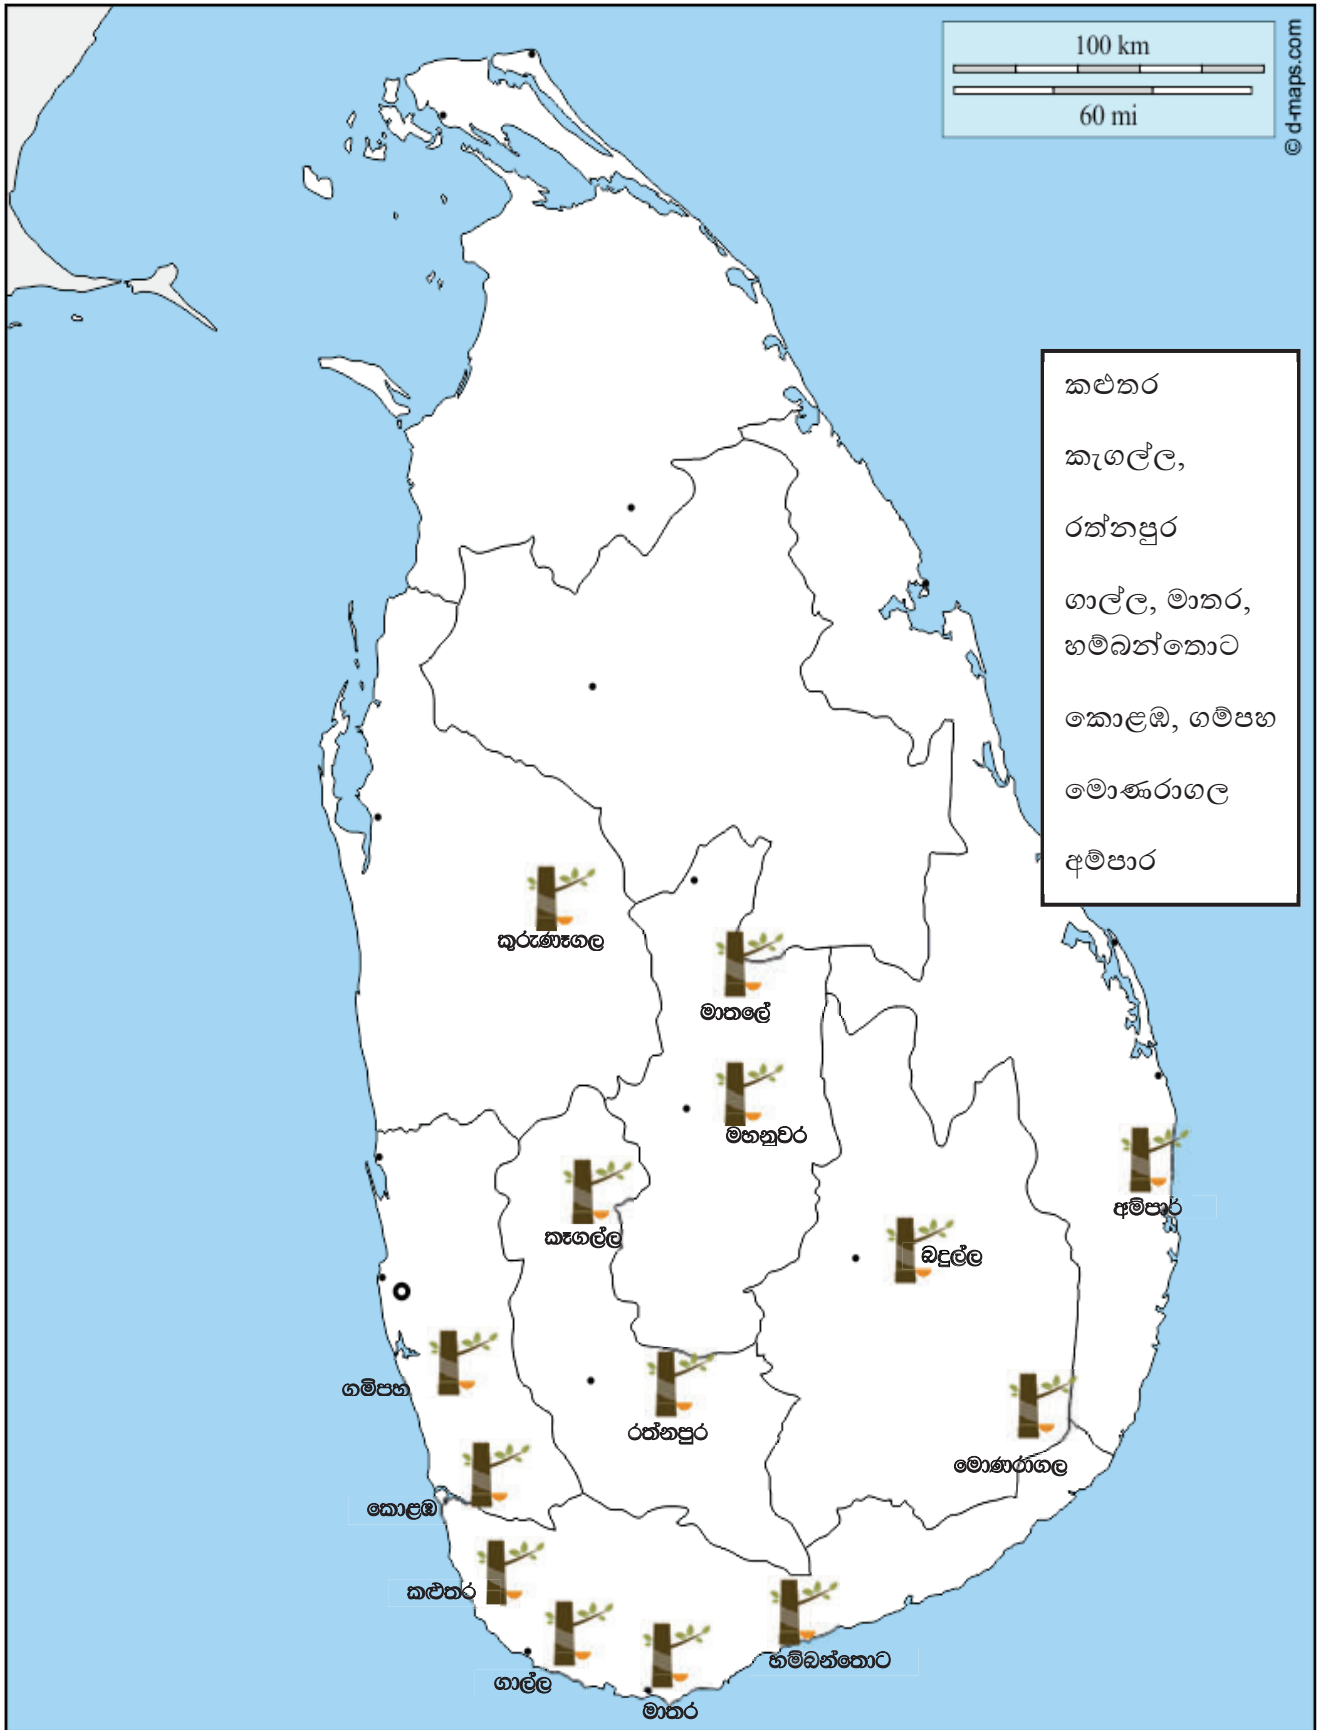 100 km
60 mi
© d-maps.com
කළුතර
කැගල්ල,
රත්නපුර
ගාල්ල, මාතර,
හම්බන්තොට
කොළඹ, ගම්පහ
මොණරාගල
අම්පාර
කුරුණෑගල
මාතලේ
මහනුවර
කෑගල්ල
අම්පාර්
බදුල්ල
ගම්පහ
රත්නපුර
මොණරාගල
කොළඹ
කළුතර
ගාල්ල
මාතර
හම්බන්තොට